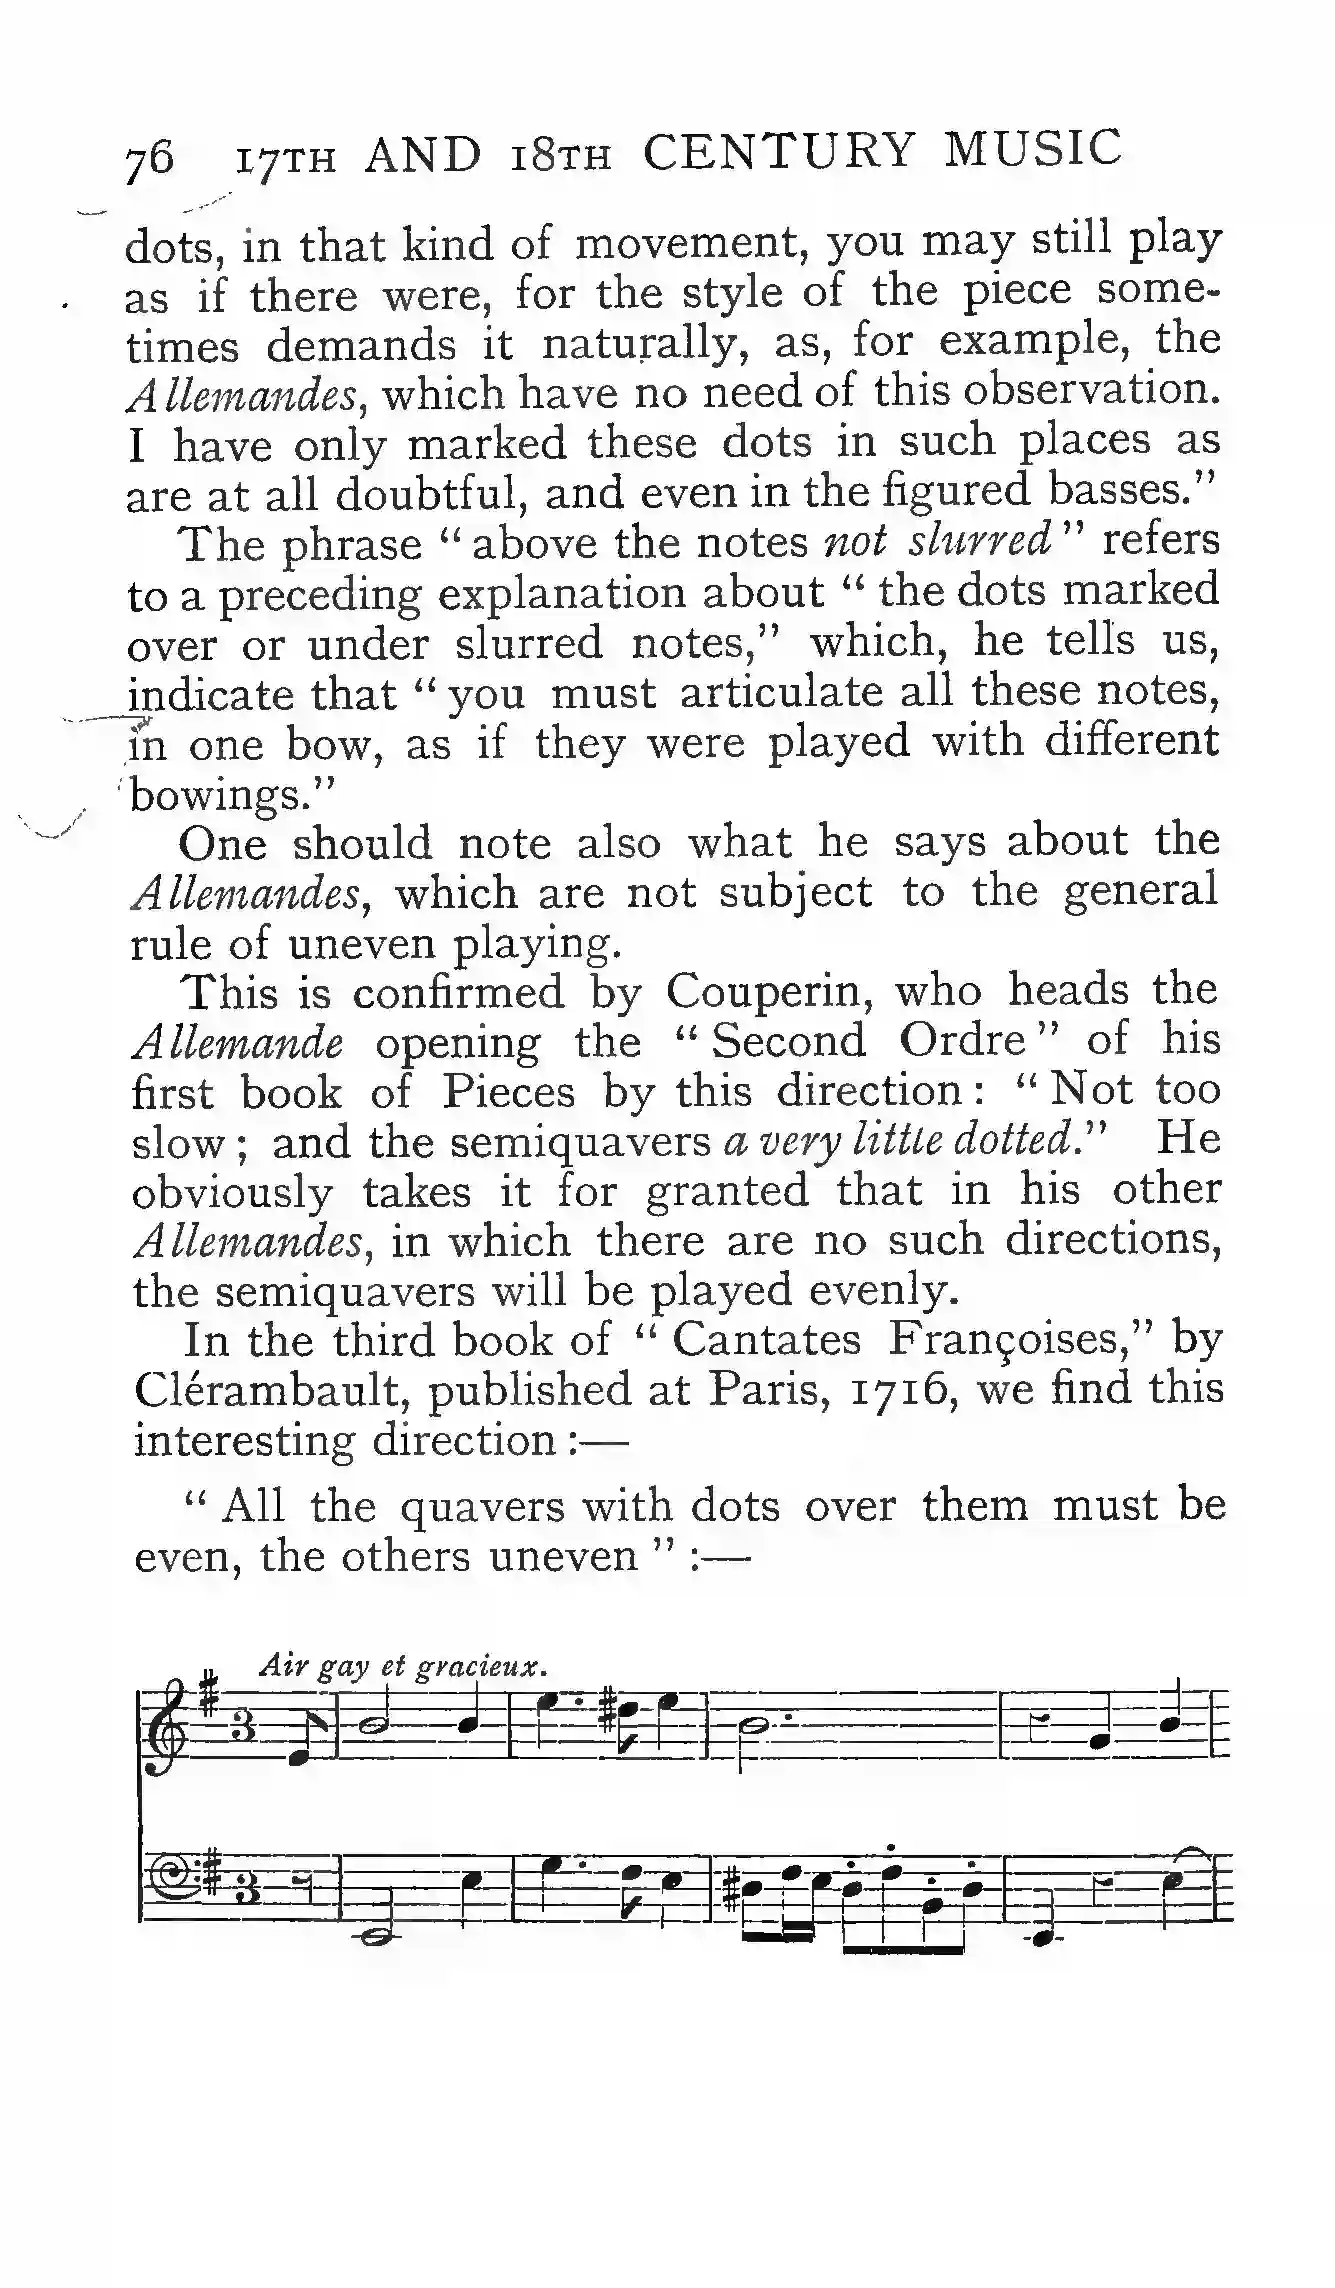 76 17TH AND 18TH CENTURY MUSIC
dots, in that kind of movement, you may still play
as if there were, for the style of the piece some-
times demands it naturally, as, for example, the
Allemandes, which have no need of this observation.
I have only marked these dots in such places as
are at all doubtful, and even in the figured basses.”
The phrase “above the notes not slurred” refers
to a preceding explanation about “the dots marked
over or under slurred notes,” which, he tells us,
indicate that “you must articulate all these notes,
in one bow, as if they were played with different
bowings.”
One should note also what he says about the
Allemandes, which are not subject to the general
rule of uneven playing.
This is confirmed by Couperin, who heads the
Allemande opening the “Second Ordre” of his
first book of Pieces by this direction: “Not too
slow; and the semiquavers a very little dotted.” He
obviously takes it for granted that in his other
Allemandes, in which there are no such directions,
the semiquavers will be played evenly.
In the third book of “Cantates Françoises,” by
Clérambault, published at Paris, 1716, we find this
interesting direction:—
“All the quavers with dots over them must be
even, the others uneven”:—
Air gay et gracieux.
3
3